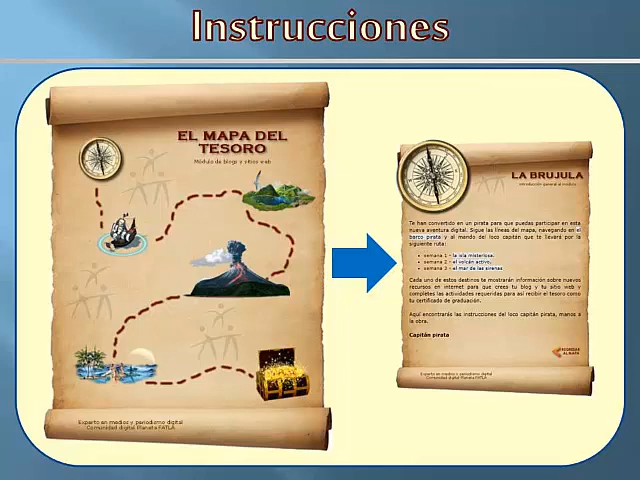 Instrucciones
EL MAPA DEL
TESORO
Módulo de blogs y sitios web
Experto en medios y periodismo digital
Comunidad digital Planeta FATLA
LA BRUJULA
introducción general al módulo
Te han convertido en un pirata para que puedas participar en esta
nueva aventura digital. Sigue las líneas del mapa, navegando en el
barco pirata y al mando del loco capitán que te llevará por la
siguiente ruta:
• semana 1 - la isla misteriosa.
• semana 2 - el volcán activo.
• semana 3 - el mar de las sirenas
Cada uno de estos destinos te mostrarán información sobre nuevos
recursos en internet para que crees tu blog y tu sitio web y
completes las actividades requeridas para así recibir el tesoro como
tu certificado de graduación.
Aquí encontrarás las instrucciones del loco capitán pirata, manos a
la obra.
Capitán pirata
REGRESAR
AL MAPA
Experto en medios y periodismo digital
Comunidad digital Planeta FATLA